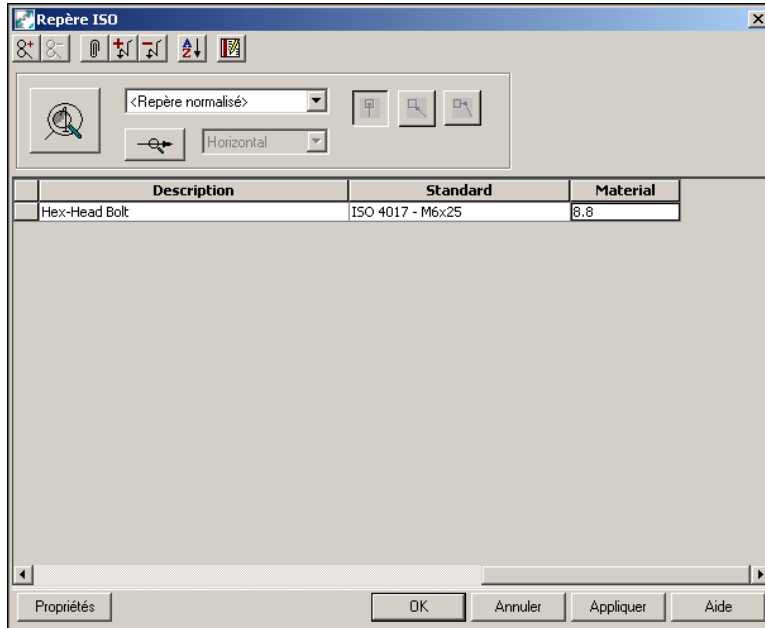 Repère ISO
<Repère normalisé>
Horizontal
Description Standard Material
Hex-Head Bolt ISO 4017 - M6x25 8.8
Propriétés OK Annuler Appliquer Aide